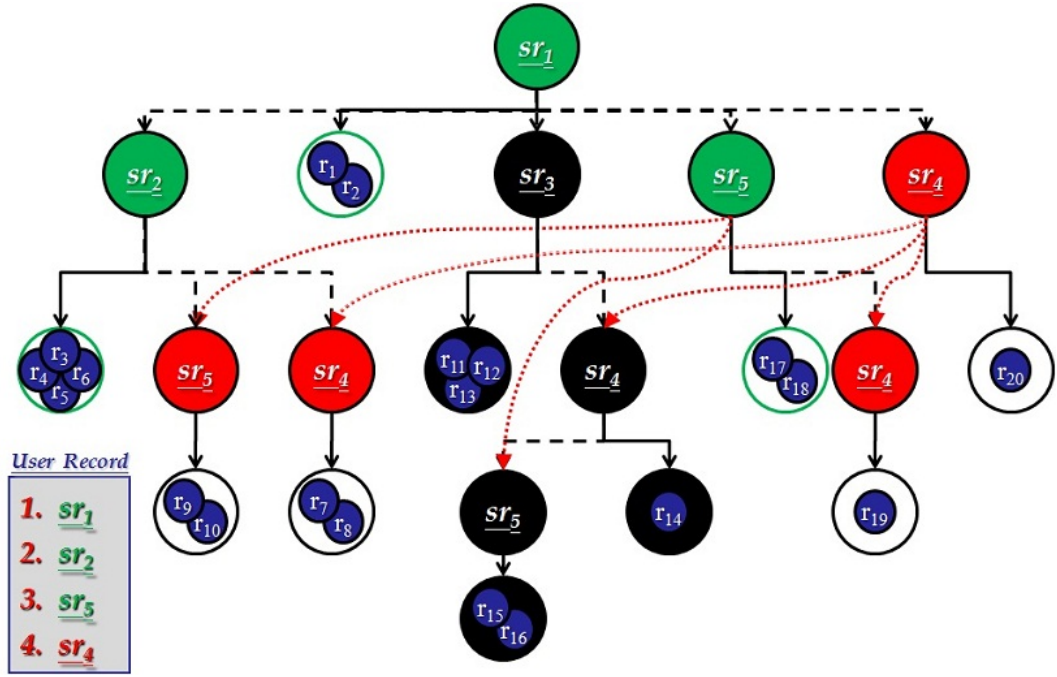 sr1
sr2
r1
r2
sr3
sr5
sr4
r3
r4
r6
r5
sr5
sr4
r11
r12
r13
sr4
r17
r18
sr4
r20
User Record
1. sr1
2. sr2
3. sr5
4. sr4
r9
r10
r7
r8
sr5
r14
r19
r15
r16